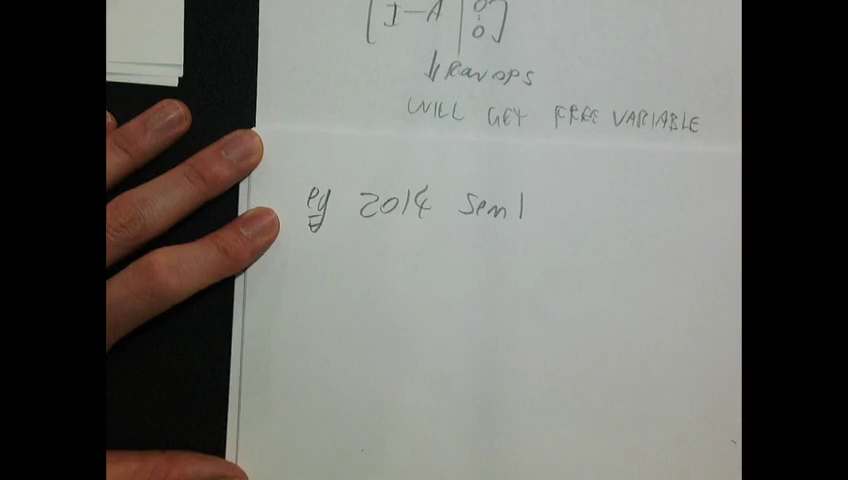 [I-A|0
:
0]
↓ Row ops
WILL GET FREE VARIABLE
eg 2014 Sem1